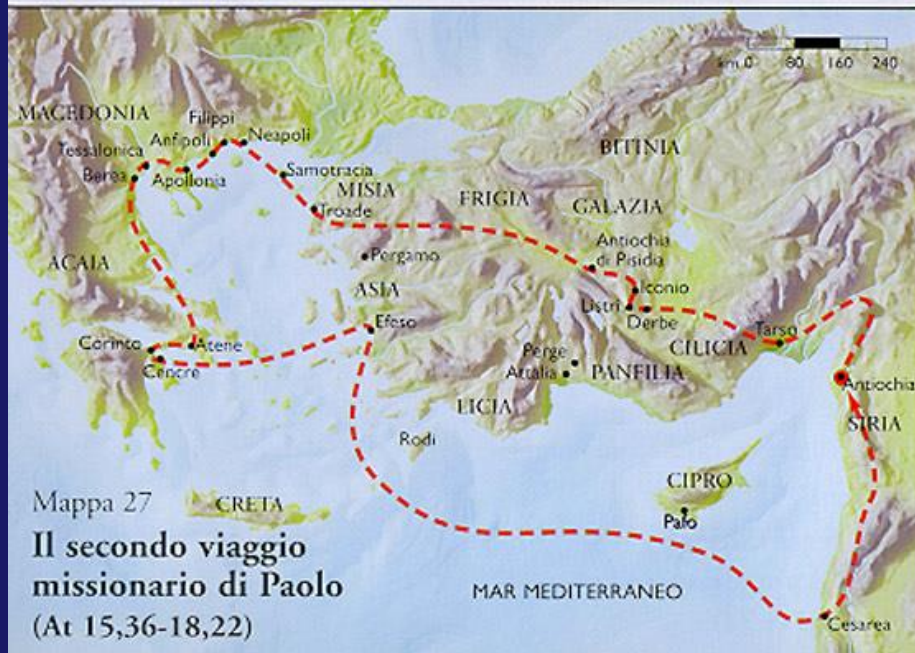 km 0 80 160 240
MACEDONIA
Filippi
Anfipoli
Neapoli
Tessalonica
Berea
Apollonia
Samotracia
MISIA
Troade
BITINIA
FRIGIA
GALAZIA
Antiochia
di Pisidia
Pergamo
ACAIA
ASIA
Iconio
Listri
Derbe
Efeso
Tarso
Corinto
Atene
Cencre
CILICIA
Perge
Attalia
PANFILIA
Antiochia
LICIA
SIRIA
Rodi
CIPRO
Pafo
CRETA
Mappa 27
Il secondo viaggio
missionario di Paolo
(At 15,36-18,22)
MAR MEDITERRANEO
Cesarea